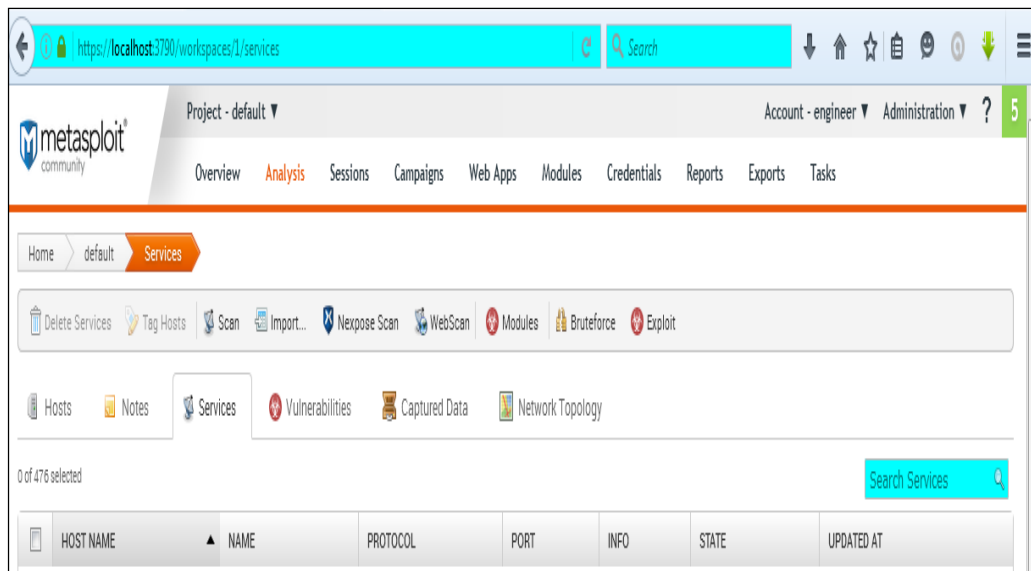 https://localhost:3790/workspaces/1/services
Search
metasploit®
community
Project - default ▼
Account - engineer ▼ Administration ▼ ? 5
Overview Analysis Sessions Campaigns Web Apps Modules Credentials Reports Exports Tasks
Home default Services
Delete Services Tag Hosts Scan Import... Nexpose Scan WebScan Modules Bruteforce Exploit
Hosts Notes Services Vulnerabilities Captured Data Network Topology
0 of 476 selected
Search Services
HOST NAME ▲ NAME PROTOCOL PORT INFO STATE UPDATED AT